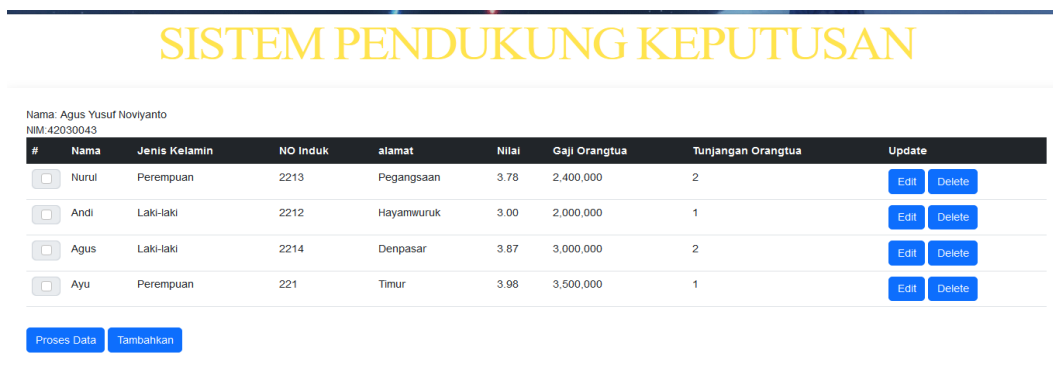 SISTEM PENDUKUNG KEPUTUSAN
Nama: Agus Yusuf Noviyanto
NIM:42030043
# Nama Jenis Kelamin NO Induk alamat Nilai Gaji Orangtua Tunjangan Orangtua Update
Nurul Perempuan 2213 Pegangsaan 3.78 2,400,000 2 Edit Delete
Andi Laki-laki 2212 Hayamwuruk 3.00 2,000,000 1 Edit Delete
Agus Laki-laki 2214 Denpasar 3.87 3,000,000 2 Edit Delete
Ayu Perempuan 221 Timur 3.98 3,500,000 1 Edit Delete
Proses Data Tambahkan